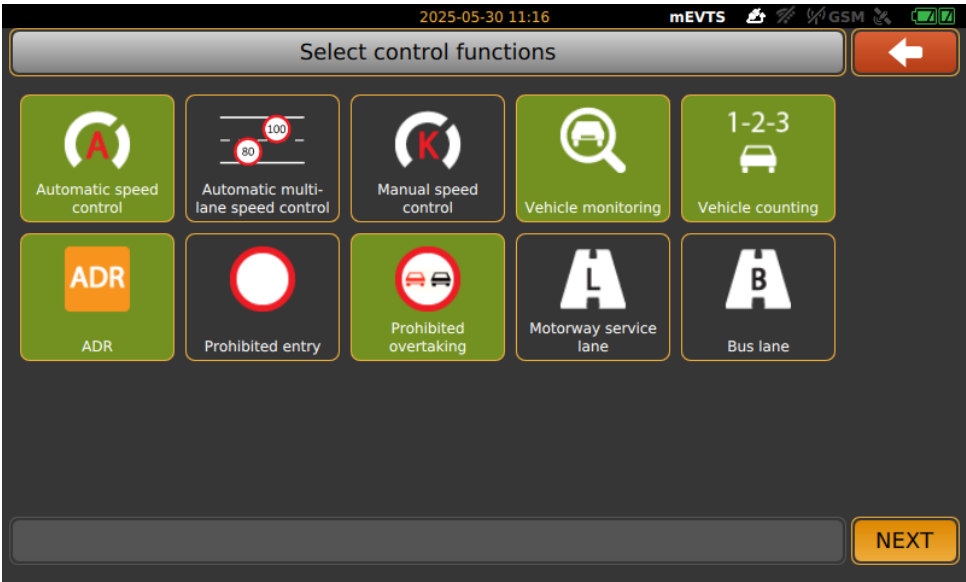 2025-05-30 11:16 mEVTS GSM
Select control functions
A
Automatic speed
control
100
80
Automatic multi-
lane speed control
K
Manual speed
control
Vehicle monitoring
1-2-3
Vehicle counting
ADR
ADR
Prohibited entry
Prohibited
overtaking
L
Motorway service
lane
B
Bus lane
NEXT